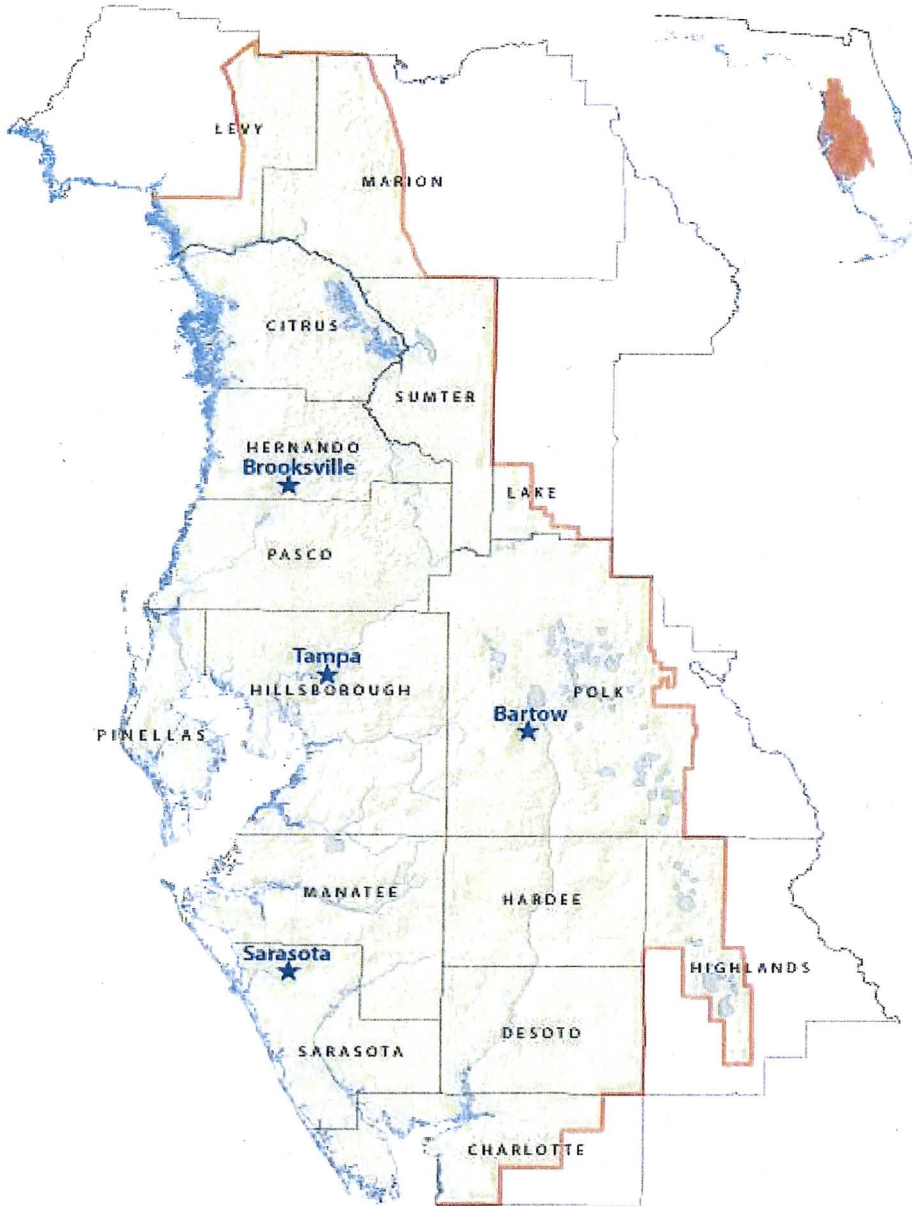 LEVY
MARION
CITRUS
SUMTER
HERNANDO
Brooksville
LAKE
PASCO
Tampa
HILLSBOROUGH
POLK
Bartow
PINELLAS
MANATEE
HARDEE
Sarasota
HIGHLANDS
DESOTO
SARASOTA
CHARLOTTE